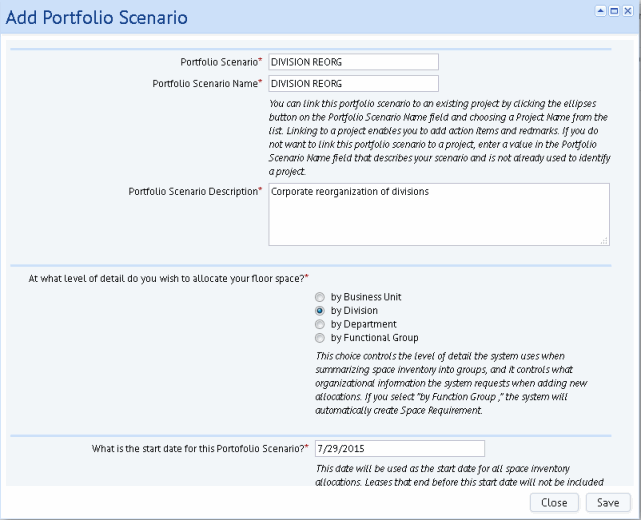 Add Portfolio Scenario
Portfolio Scenario* DIVISION REORG
Portfolio Scenario Name* DIVISION REORG
You can link this portfolio scenario to an existing project by clicking the ellipses
button on the Portfolio Scenario Name field and choosing a Project Name from the
list. Linking to a project enables you to add action items and redmarks. If you do
not want to link this portfolio scenario to a project, enter a value in the Portfolio
Scenario Name field that describes your scenario and is not already used to identify
a project.
Portfolio Scenario Description* Corporate reorganization of divisions
At what level of detail do you wish to allocate your floor space?*
by Business Unit
by Division
by Department
by Functional Group
This choice controls the level of detail the system uses when
summarizing space inventory into groups, and it controls what
organizational information the system requests when adding new
allocations. If you select "by Function Group ," the system will
automatically create Space Requirement.
What is the start date for this Portofolio Scenario?* 7/29/2015
This date will be used as the start date for all space inventory
allocations. Leases that end before this start date will not be included
Close Save